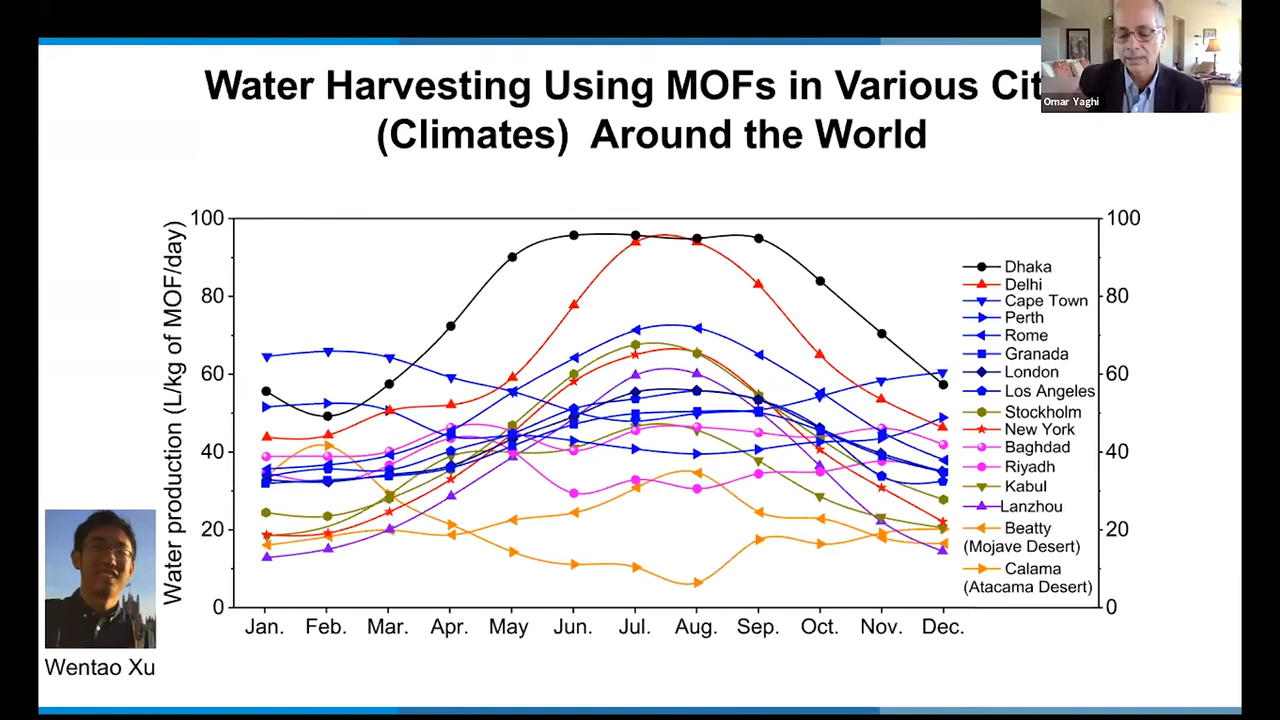 Water Harvesting Using MOFs in Various Cit
(Climates) Around the World
Omar Yaghi
Water production (L/kg of MOF/day)
100
80
60
40
20
0
100
80
60
40
20
0
Jan. Feb. Mar. Apr. May Jun. Jul. Aug. Sep. Oct. Nov. Dec.
Dhaka
Delhi
Cape Town
Perth
Rome
Granada
London
Los Angeles
Stockholm
New York
Baghdad
Riyadh
Kabul
Lanzhou
Beatty
(Mojave Desert)
Calama
(Atacama Desert)
Wentao Xu